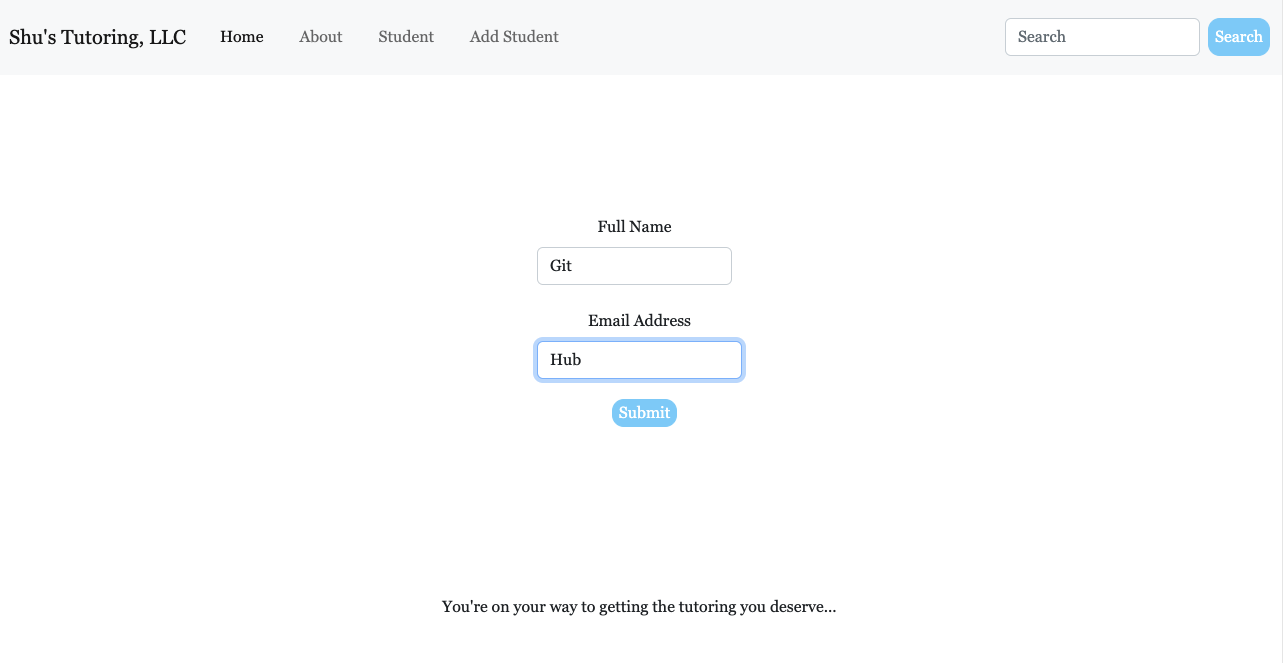 Shu's Tutoring, LLC Home About Student Add Student Search Search
Full Name
Git
Email Address
Hub
Submit
You're on your way to getting the tutoring you deserve...